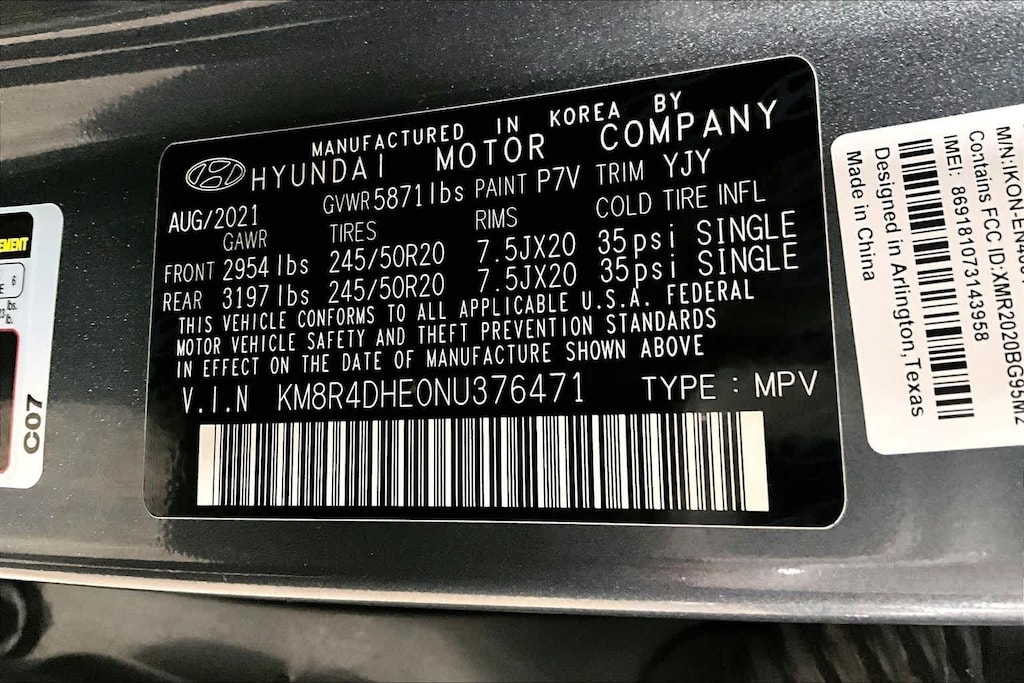 MANUFACTURED IN KOREA BY
HYUNDAI MOTOR COMPANY
AUG/2021 GVWR 5871lbs PAINT P7V TRIM YJY
GAWR TIRES RIMS COLD TIRE INFL
FRONT 2954 lbs 245/50R20 7.5JX20 35psi SINGLE
REAR 3197 lbs 245/50R20 7.5JX20 35psi SINGLE
THIS VEHICLE CONFORMS TO ALL APPLICABLE U.S.A. FEDERAL
MOTOR VEHICLE SAFETY AND THEFT PREVENTION STANDARDS
IN EFFECT ON THE DATE OF MANUFACTURE SHOWN ABOVE
V.I.N KM8R4DHE0NU376471 TYPE : MPV
C07
6
lbs.
lb.
Contains FCC ID:XMR2020BG95M2
IMEI: 869181073143958
Designed in Arlington, Texas
Made in China